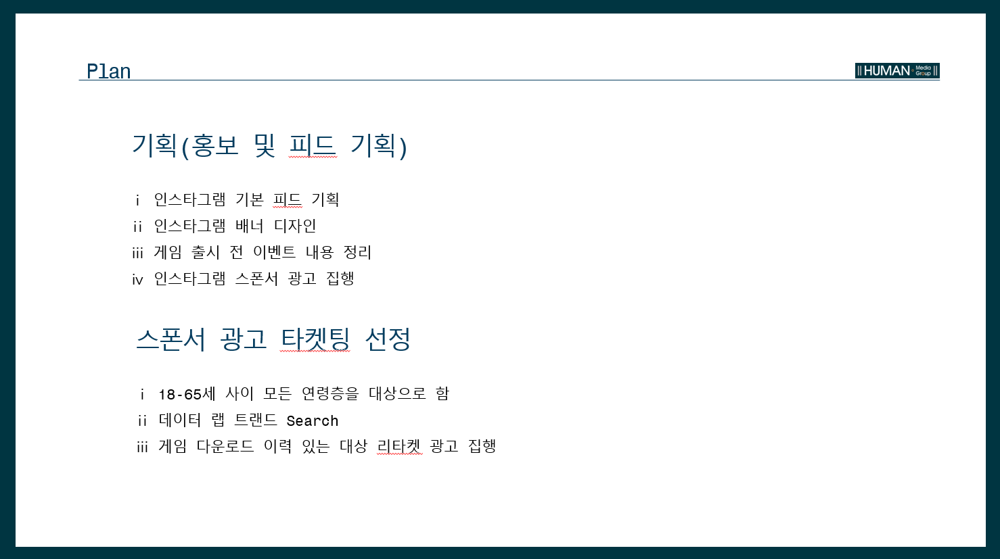 Plan
HUMAN Media Group
기획(홍보 및 피드 기획)
ⅰ 인스타그램 기본 피드 기획
ⅱ 인스타그램 배너 디자인
ⅲ 게임 출시 전 이벤트 내용 정리
ⅳ 인스타그램 스폰서 광고 집행
스폰서 광고 타켓팅 선정
ⅰ 18-65세 사이 모든 연령층을 대상으로 함
ⅱ 데이터 랩 트랜드 Search
ⅲ 게임 다운로드 이력 있는 대상 리타켓 광고 집행